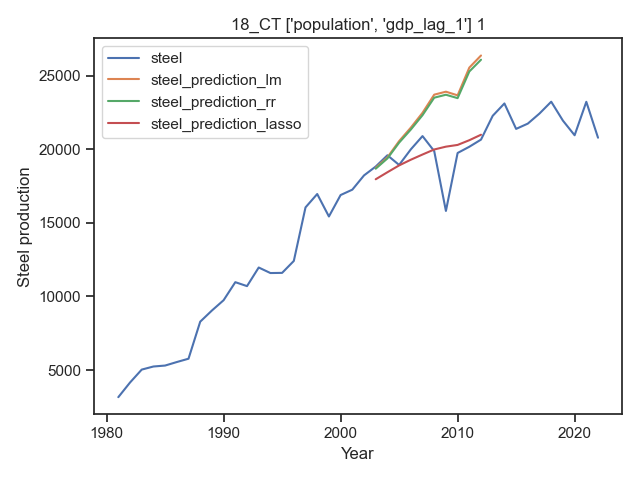 18_CT ['population', 'gdp_lag_1'] 1
steel
steel_prediction_lm
steel_prediction_rr
steel_prediction_lasso
25000
20000
15000
10000
5000
Steel production
1980 1990 2000 2010 2020
Year